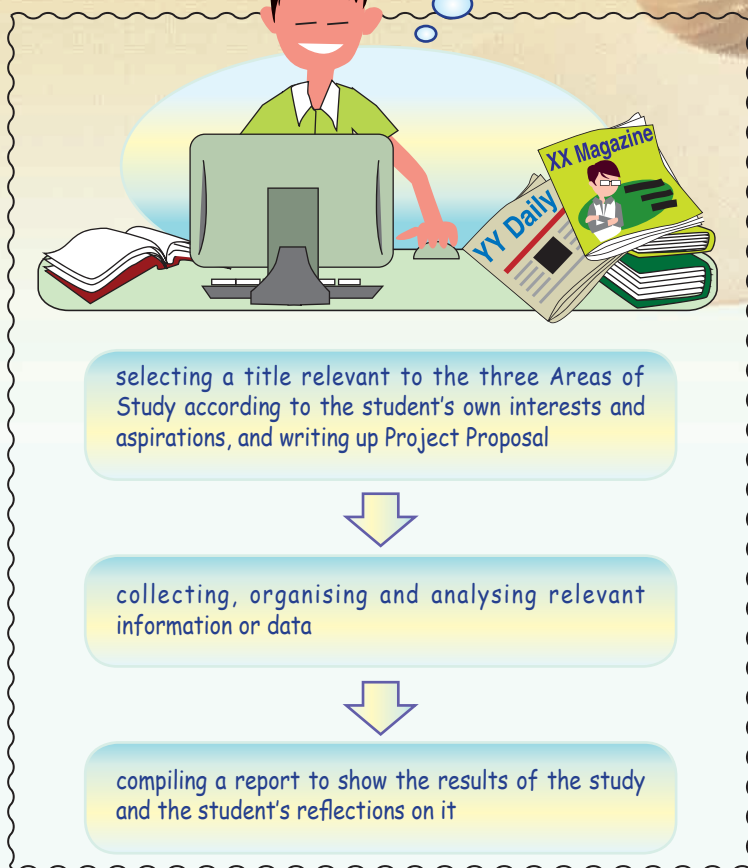 XX Magazine
YY Daily
selecting a title relevant to the three Areas of
Study according to the student's own interests and
aspirations, and writing up Project Proposal
collecting, organising and analysing relevant
information or data
compiling a report to show the results of the study
and the student's reflections on it